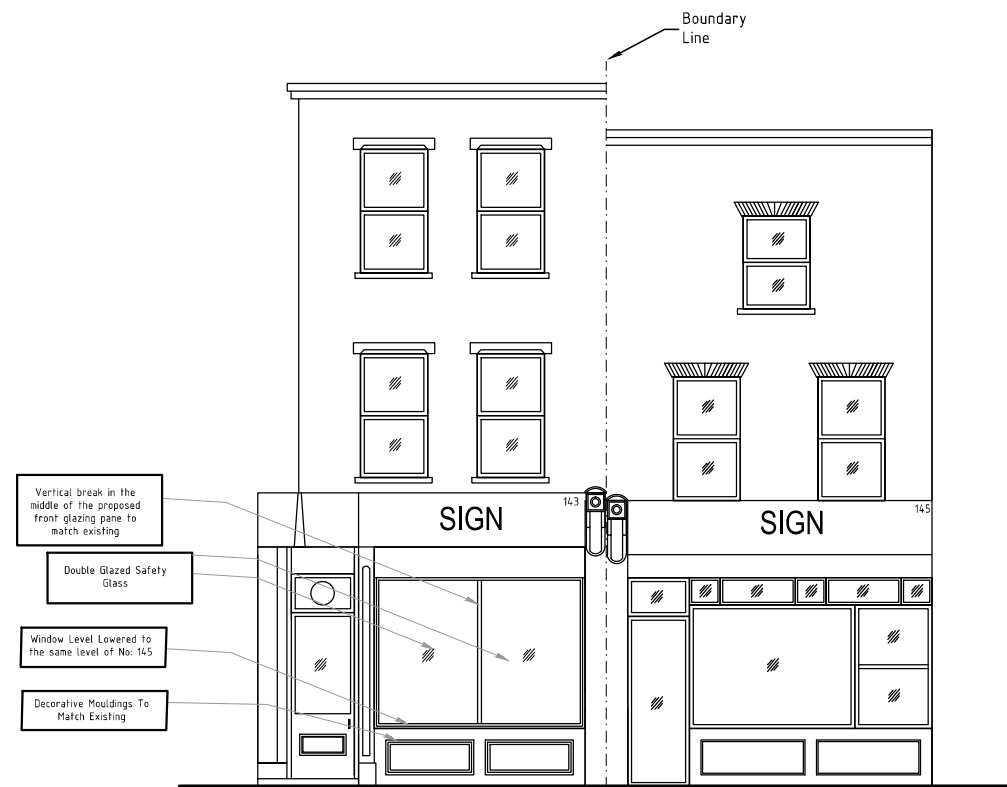 Boundary
Line
143
SIGN
145
SIGN
Vertical break in the
middle of the proposed
front glazing pane to
match existing
Double Glazed Safety
Glass
Window Level Lowered to
the same level of No: 145
Decorative Mouldings To
Match Existing